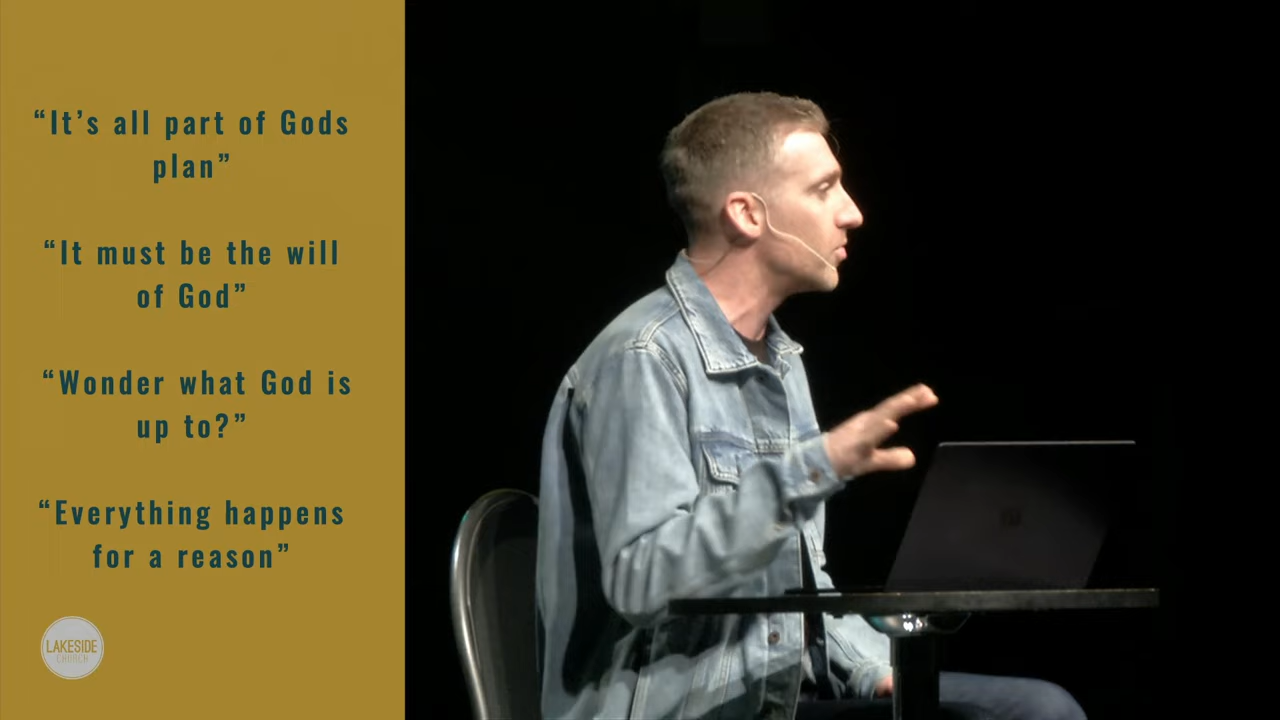 “It’s all part of Gods
plan”
“It must be the will
of God”
“Wonder what God is
up to?”
“Everything happens
for a reason”
LAKESIDE
CHURCH